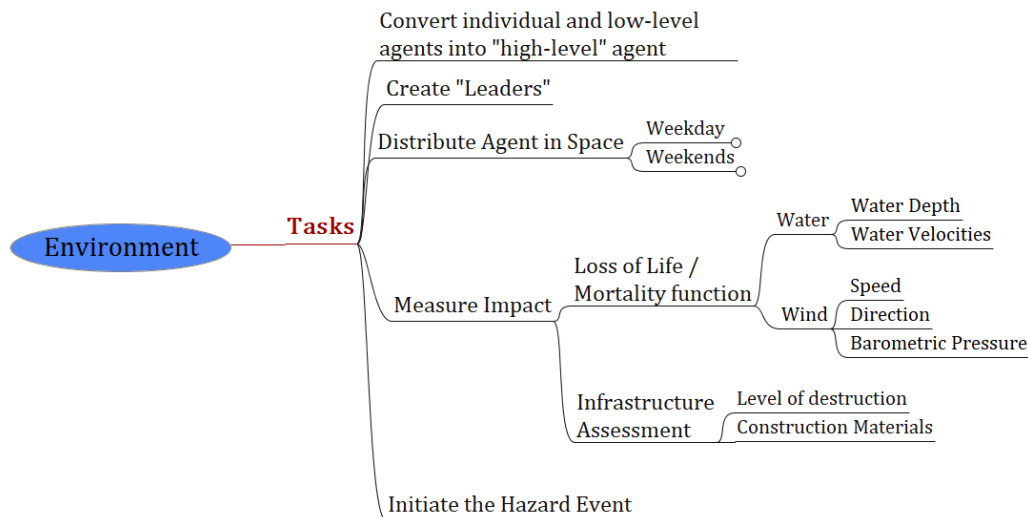 Environment
Tasks
Convert individual and low-level
agents into "high-level" agent
Create "Leaders"
Distribute Agent in Space
Weekday
Weekends
Measure Impact
Loss of Life /
Mortality function
Water
Water Depth
Water Velocities
Wind
Speed
Direction
Barometric Pressure
Infrastructure
Assessment
Level of destruction
Construction Materials
Initiate the Hazard Event